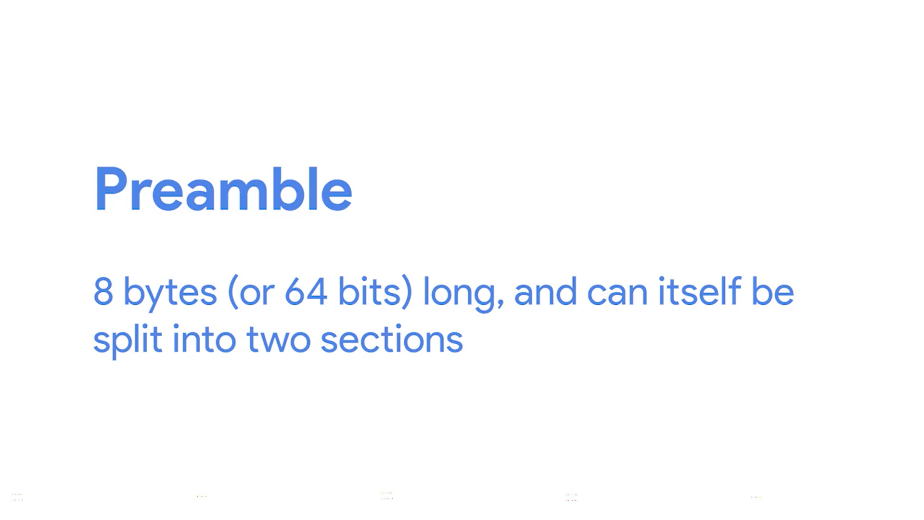 Preamble
8 bytes (or 64 bits) long, and can itself be
split into two sections